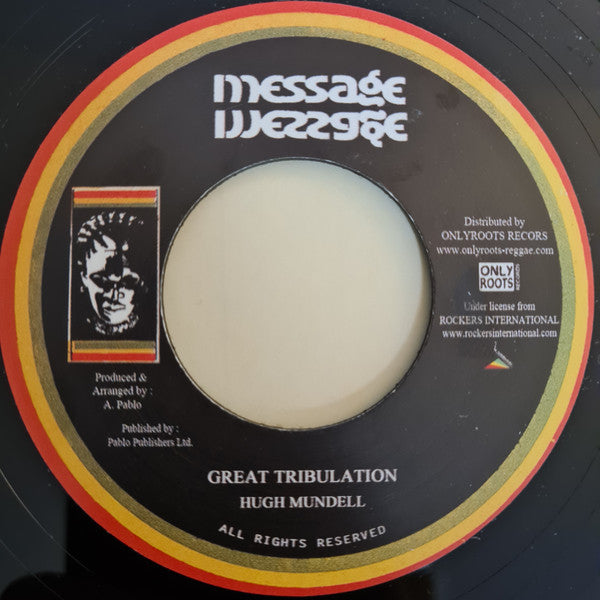 message
message
Distributed by
ONLYROOTS RECORS
www.onlyroots-reggae.com
ONLY
ROOTS
RECORDS
Under license from
ROCKERS INTERNATIONAL
www.rockersinternational.com
Produced &
Arranged by :
A. Pablo
Published by :
Pablo Publishers Ltd.
GREAT TRIBULATION
HUGH MUNDELL
ALL RIGHTS RESERVED